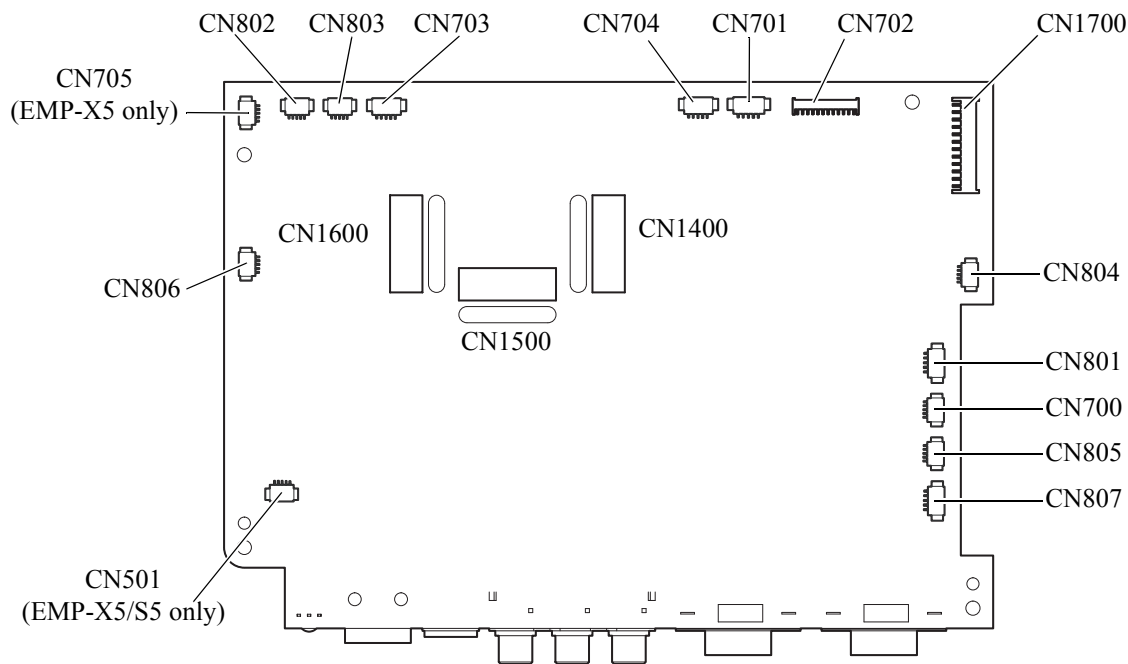 CN802
CN803
CN703
CN704
CN701
CN702
CN1700
CN705
(EMP-X5 only)
CN1600
CN1400
CN806
CN804
CN1500
CN801
CN700
CN805
CN807
CN501
(EMP-X5/S5 only)